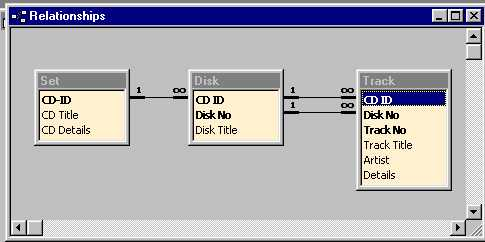 Relationships
Set
CD-ID
CD Title
CD Details
1 ∞
Disk
CD ID
Disk No
Disk Title
1 ∞
1 ∞
Track
CD ID
Disk No
Track No
Track Title
Artist
Details